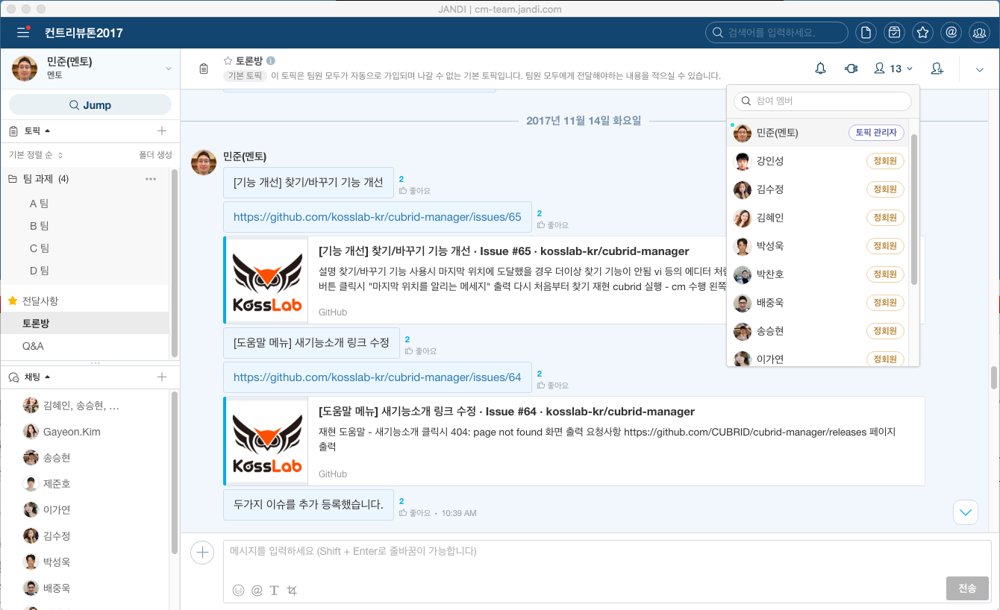 JANDI | cm-team.jandi.com
컨트리뷰톤2017
검색어를 입력하세요.
민준(멘토)
멘토
Jump
토픽
기본 정렬 순
폴더 생성
팀 과제 (4)
A 팀
B 팀
C 팀
D 팀
전달사항
토론방
Q&A
채팅
김혜인, 송승현, …
Gayeon.Kim
송승현
제준호
이가연
김수정
박성욱
배중욱
토론방
기본 토픽 이 토픽은 팀원 모두가 자동으로 가입되며 나갈 수 없는 기본 토픽입니다. 팀원 모두에게 전달해야하는 내용을 적으실 수 있습니다.
13
2017년 11월 14일 화요일
민준(멘토)
[기능 개선] 찾기/바꾸기 기능 개선
2
좋아요
https://github.com/kosslab-kr/cubrid-manager/issues/65
2
좋아요
KossLab
[기능 개선] 찾기/바꾸기 기능 개선 · Issue #65 · kosslab-kr/cubrid-manager
설명 찾기/바꾸기 기능 사용시 마지막 위치에 도달했을 경우 더이상 찾기 기능이 안됨 vi 등의 에디터 처럼
버튼 클릭시 "마지막 위치를 알리는 메세지" 출력 다시 처음부터 찾기 재현 cubrid 실행 - cm 수행 왼쪽
GitHub
[도움말 메뉴] 새기능소개 링크 수정
2
좋아요
https://github.com/kosslab-kr/cubrid-manager/issues/64
2
좋아요
KossLab
[도움말 메뉴] 새기능소개 링크 수정 · Issue #64 · kosslab-kr/cubrid-manager
재현 도움말 - 새기능소개 클릭시 404: page not found 화면 출력 요청사항 https://github.com/CUBRID/cubrid-manager/releases 페이지
출력
GitHub
두가지 이슈를 추가 등록했습니다.
2
좋아요 · 10:39 AM
메시지를 입력하세요 (Shift + Enter로 줄바꿈이 가능합니다)
전송
참여 멤버
민준(멘토) 토픽 관리자
강인성 정회원
김수정 정회원
김혜인 정회원
박성욱 정회원
박찬호 정회원
배중욱 정회원
송승현 정회원
이가연 정회원